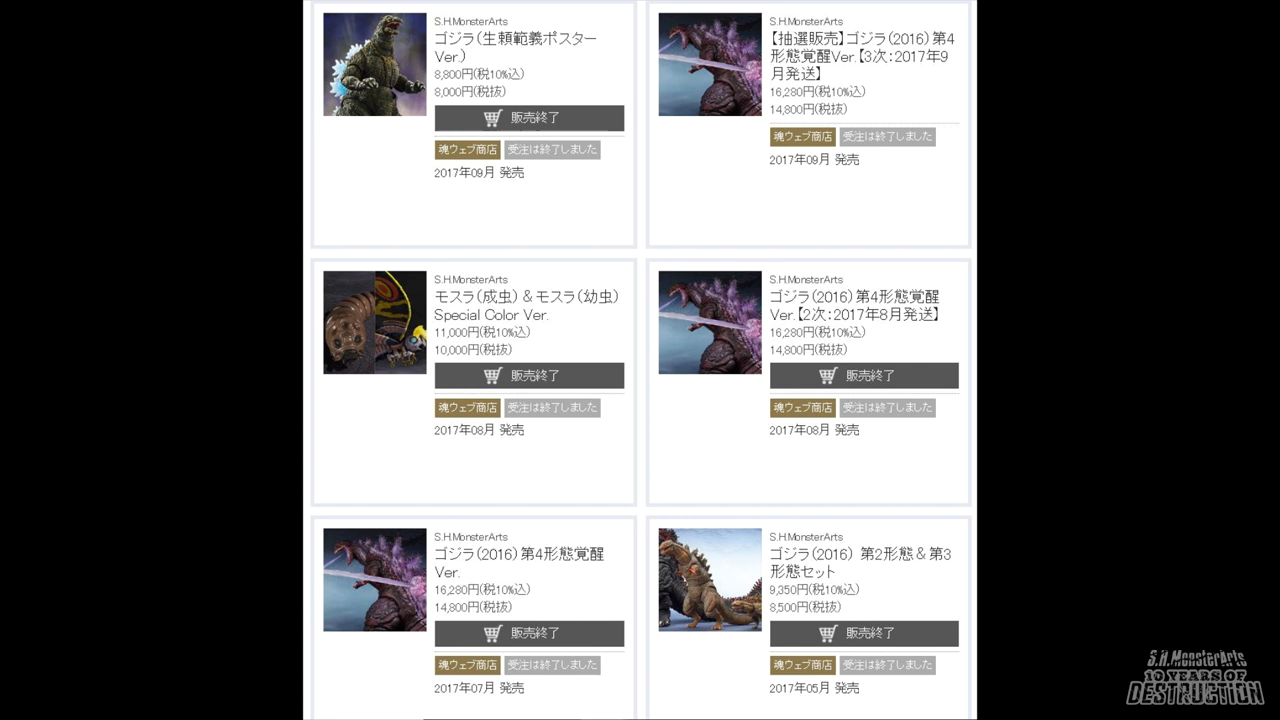 S.H.MonsterArts
ゴジラ(生頼範義ポスター
Ver.)
8,800円(税10%込)
8,000円(税抜)
販売終了
魂ウェブ商店 受注は終了しました
2017年09月 発売
S.H.MonsterArts
【抽選販売】ゴジラ(2016)第4
形態覚醒Ver.【3次:2017年9
月発送】
16,280円(税10%込)
14,800円(税抜)
魂ウェブ商店 受注は終了しました
2017年09月 発売
S.H.MonsterArts
モスラ(成虫)&モスラ(幼虫)
Special Color Ver.
11,000円(税10%込)
10,000円(税抜)
販売終了
魂ウェブ商店 受注は終了しました
2017年08月 発売
S.H.MonsterArts
ゴジラ(2016)第4形態覚醒
Ver.【2次:2017年8月発送】
16,280円(税10%込)
14,800円(税抜)
販売終了
魂ウェブ商店 受注は終了しました
2017年08月 発売
S.H.MonsterArts
ゴジラ(2016)第4形態覚醒
Ver.
16,280円(税10%込)
14,800円(税抜)
販売終了
魂ウェブ商店 受注は終了しました
2017年07月 発売
S.H.MonsterArts
ゴジラ(2016) 第2形態&第3
形態セット
9,350円(税10%込)
8,500円(税抜)
販売終了
魂ウェブ商店 受注は終了しました
2017年05月 発売
S.H.MonsterArts
10 YEARS OF
DESTRUCTION